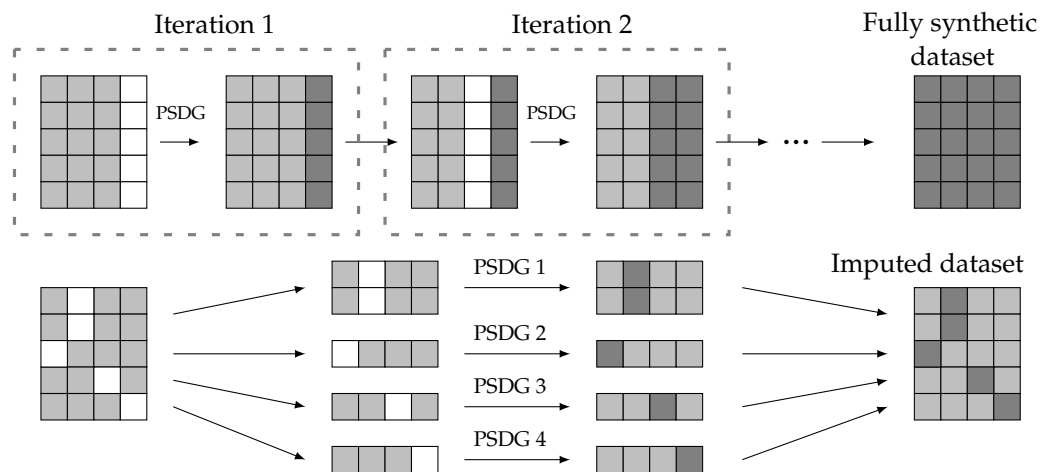 Iteration 1
Iteration 2
Fully synthetic
dataset
PSDG
PSDG
...
PSDG 1
Imputed dataset
PSDG 2
PSDG 3
PSDG 4